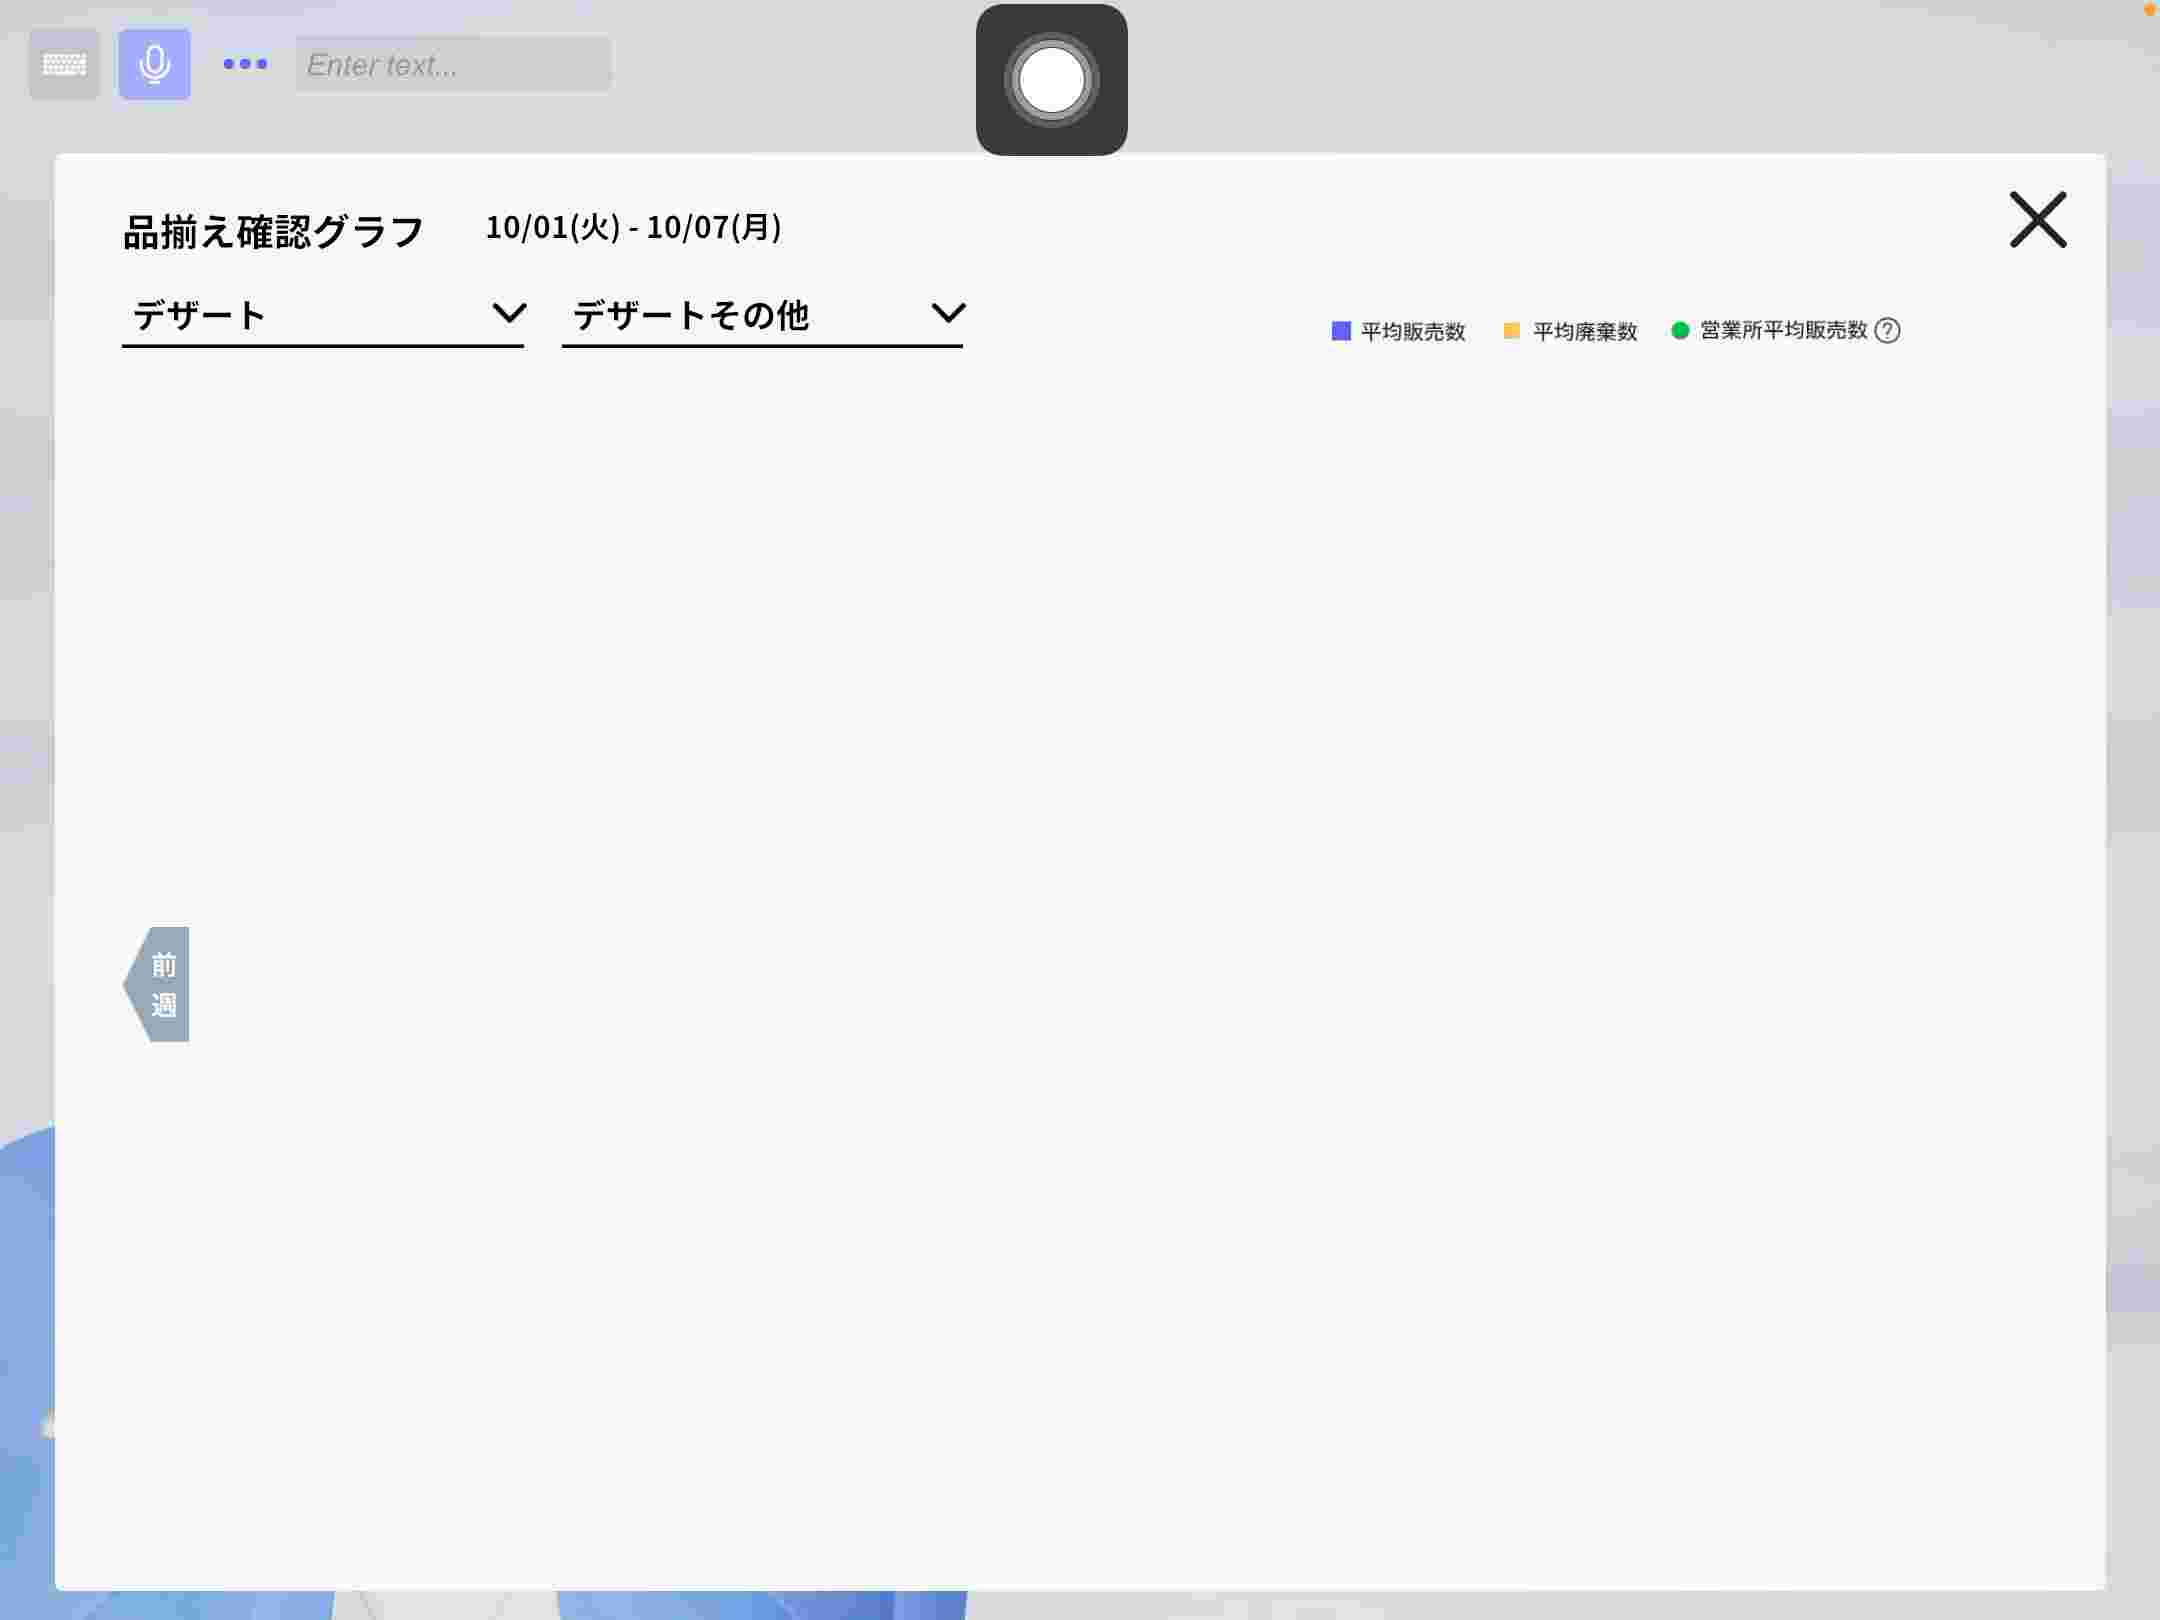 Enter text...
品揃え確認グラフ 10/01(火) - 10/07(月)
デザート デザートその他
平均販売数 平均廃棄数 営業所平均販売数 ?
前
週